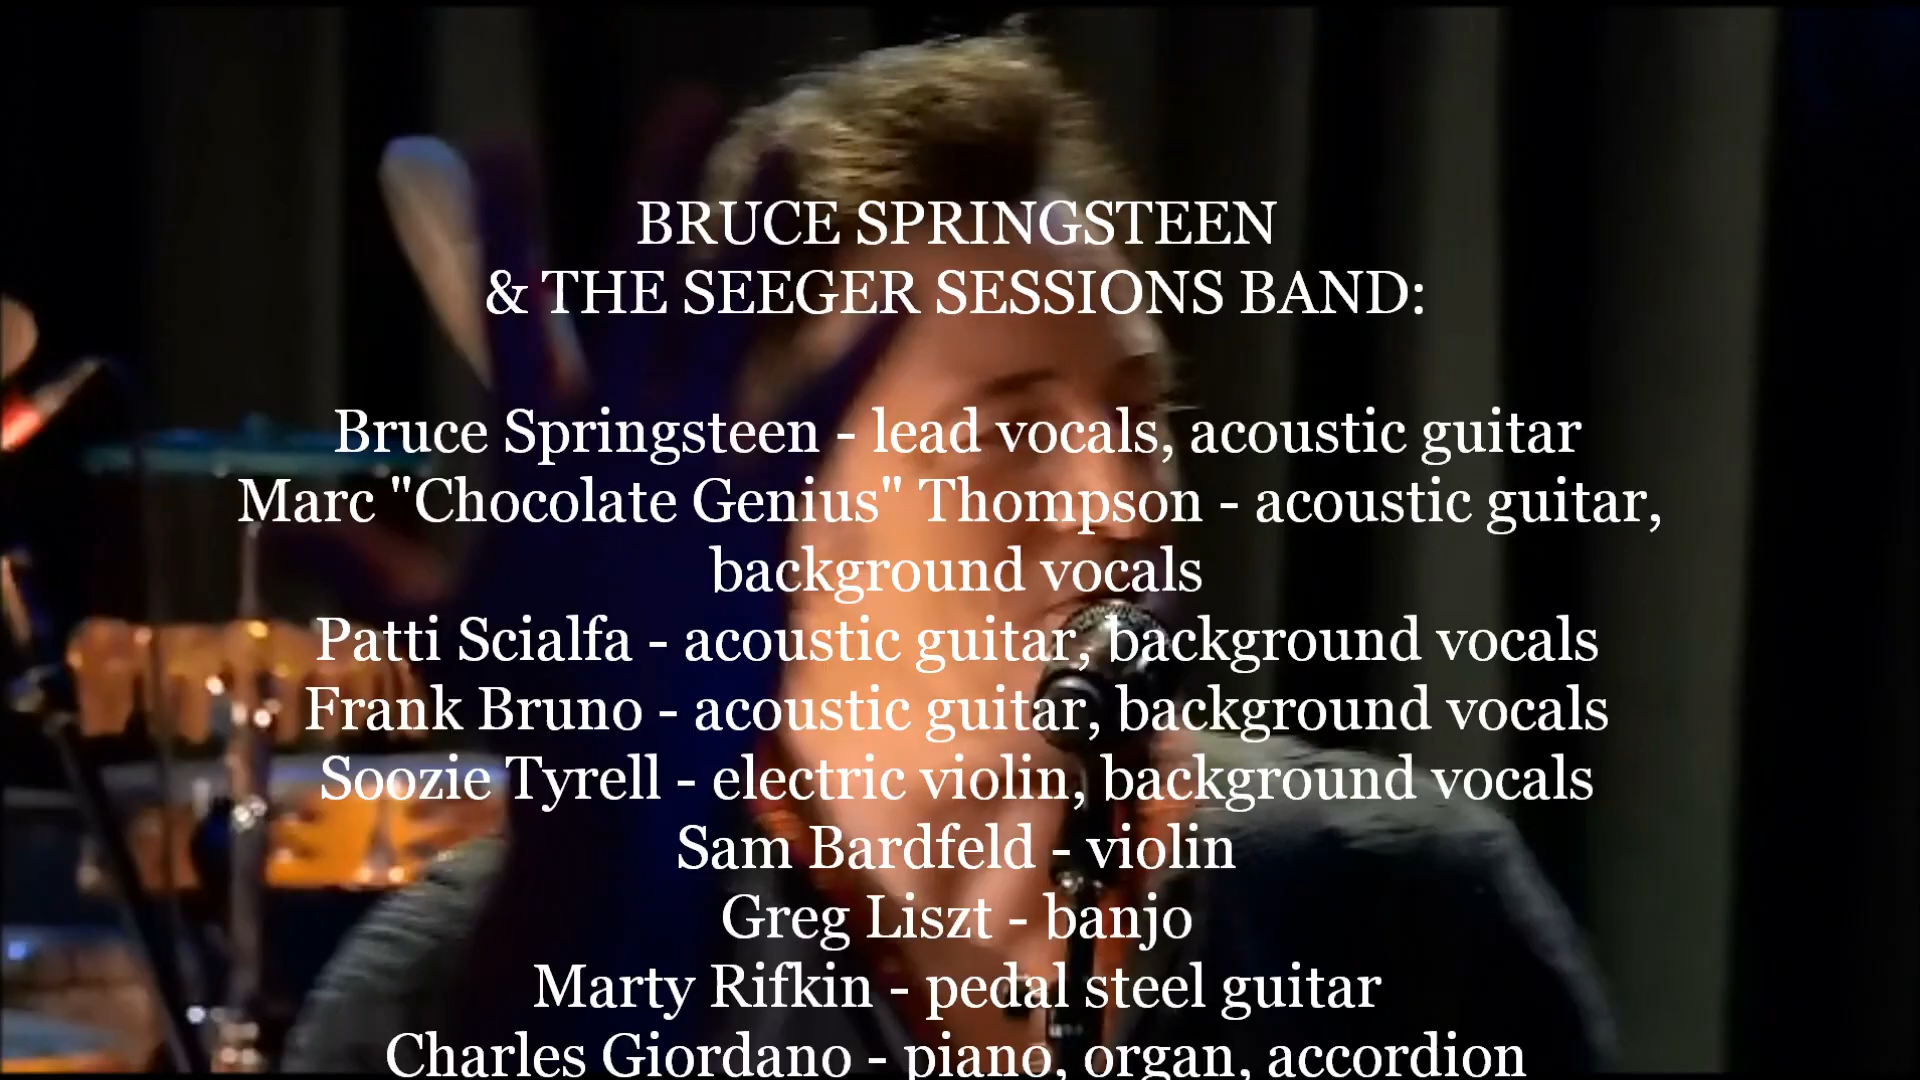 BRUCE SPRINGSTEEN
& THE SEEGER SESSIONS BAND:
Bruce Springsteen - lead vocals, acoustic guitar
Marc "Chocolate Genius" Thompson - acoustic guitar,
background vocals
Patti Scialfa - acoustic guitar, background vocals
Frank Bruno - acoustic guitar, background vocals
Soozie Tyrell - electric violin, background vocals
Sam Bardfeld - violin
Greg Liszt - banjo
Marty Rifkin - pedal steel guitar
Charles Giordano - piano, organ, accordion